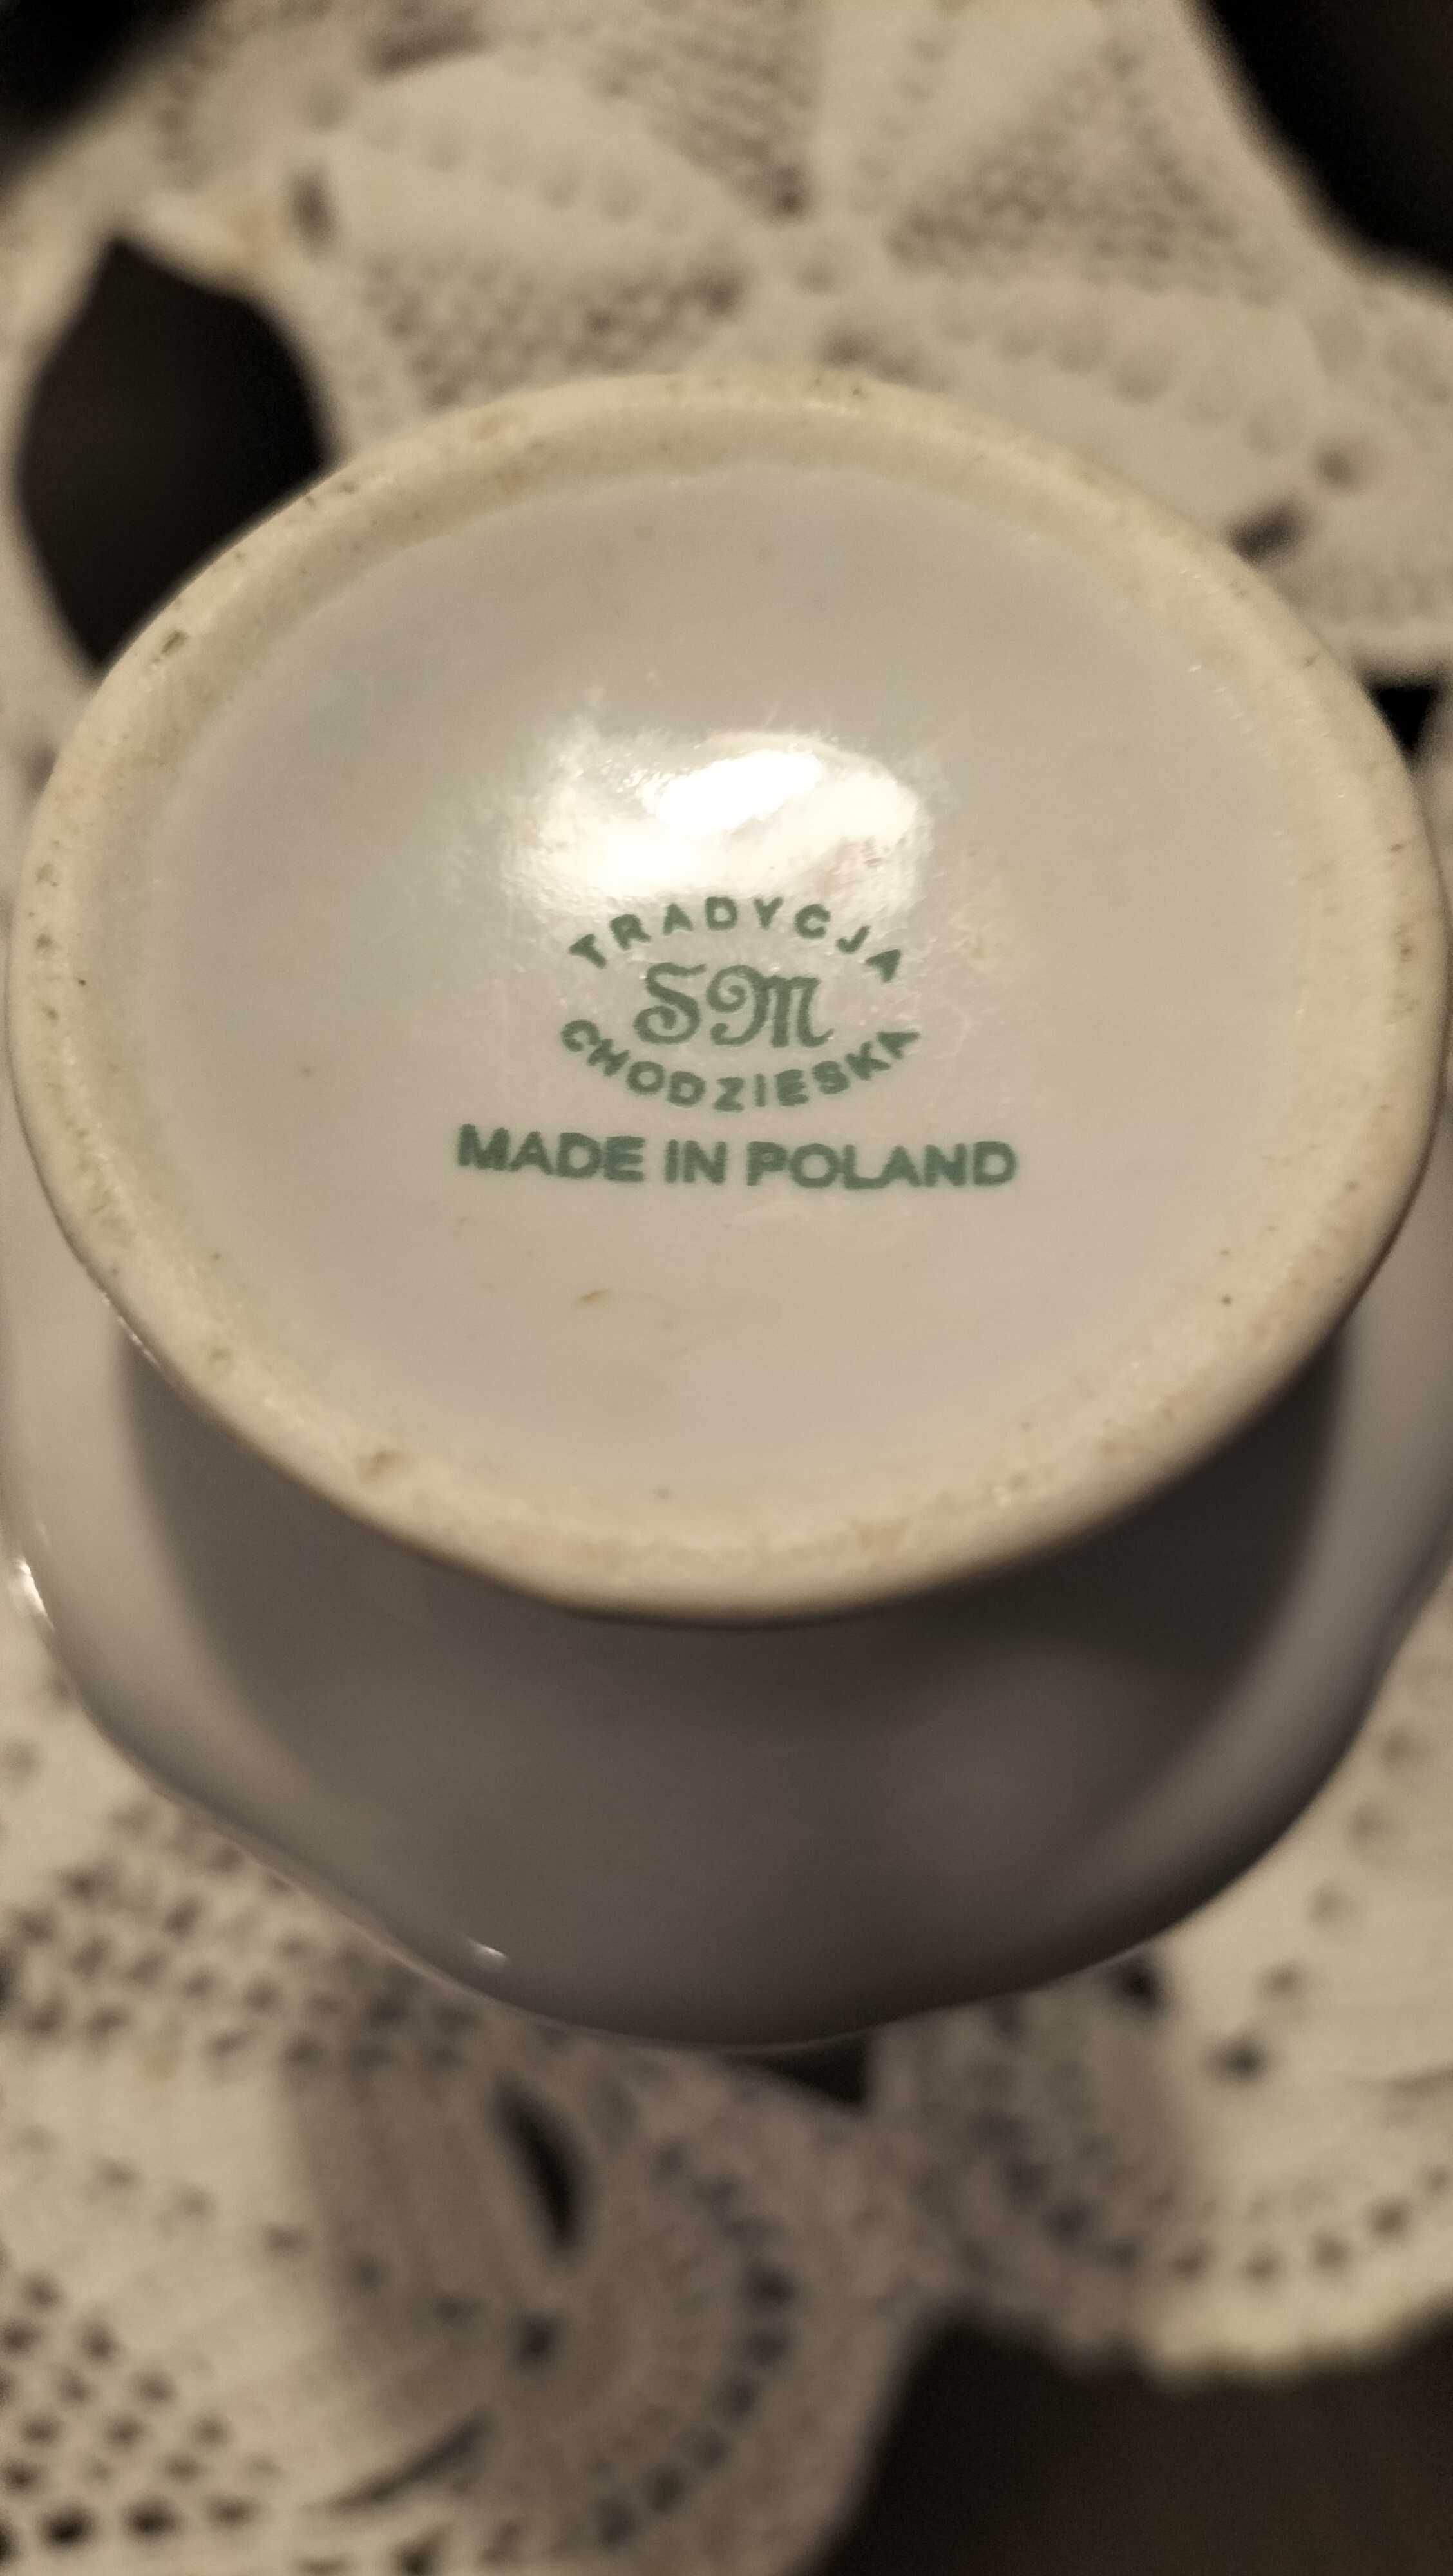 TRADYCJA
SM
CHODZIESKA
MADE IN POLAND